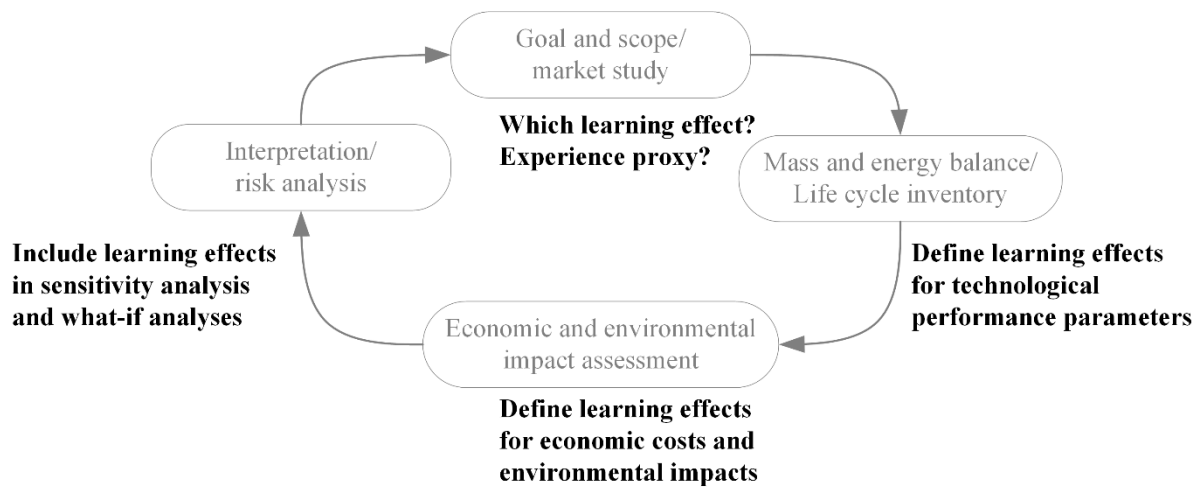 Goal and scope/
market study
Which learning effect?
Experience proxy?
Mass and energy balance/
Life cycle inventory
Define learning effects
for technological
performance parameters
Economic and environmental
impact assessment
Define learning effects
for economic costs and
environmental impacts
Interpretation/
risk analysis
Include learning effects
in sensitivity analysis
and what-if analyses